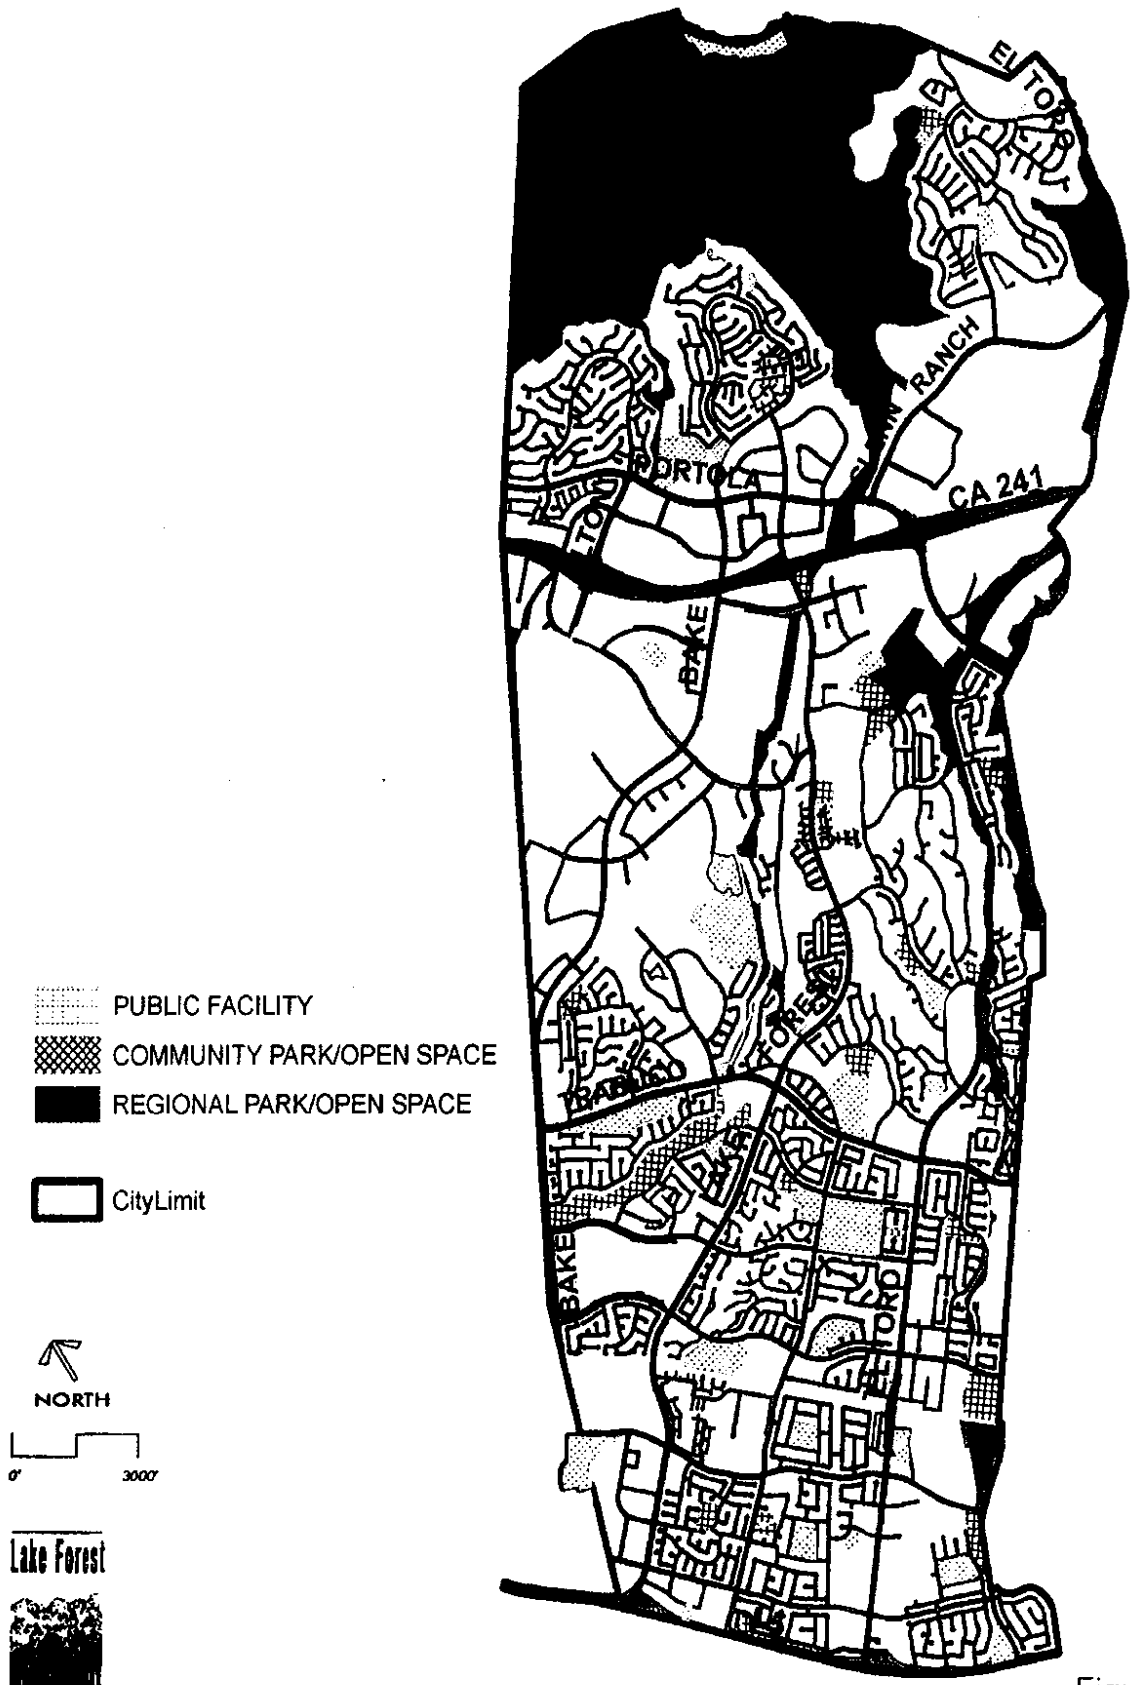 EL TORO
RANCH
PORTOLA
CA 241
BAKE
PUBLIC FACILITY
COMMUNITY PARK/OPEN SPACE
REGIONAL PARK/OPEN SPACE
TRABUCO
CityLimit
BAKE
EL TORO
NORTH
0' 3000'
Lake Forest